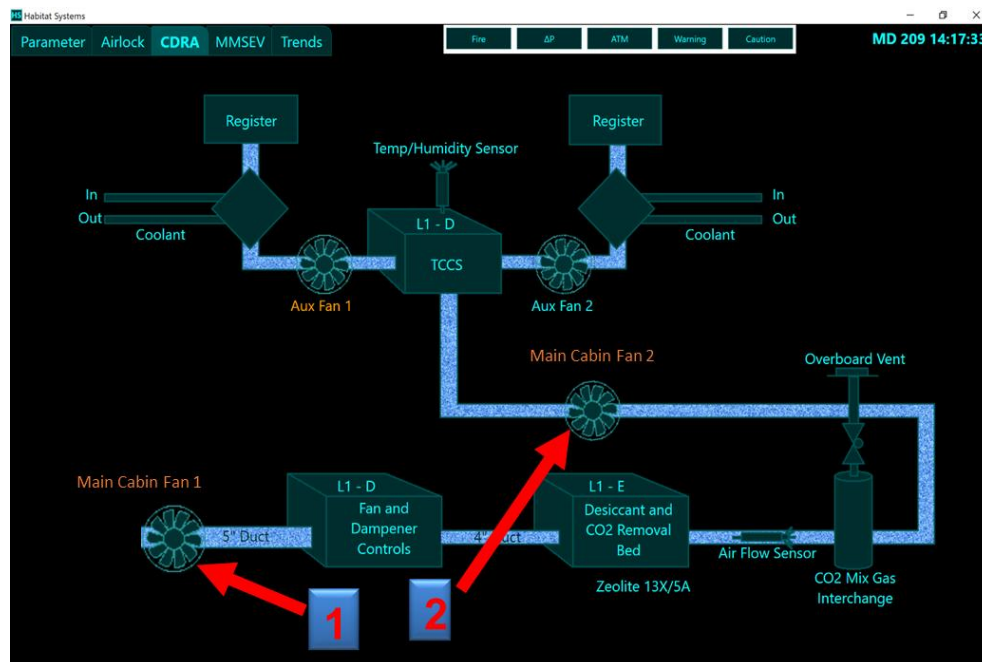 HS Habitat Systems
Parameter Airlock CDRA MMSEV Trends
Fire ΔP ATM Warning Caution
MD 209 14:17:33
Register
Register
Temp/Humidity Sensor
In
Out
Coolant
L1 - D
TCCS
In
Out
Coolant
Aux Fan 1
Aux Fan 2
Main Cabin Fan 2
Overboard Vent
Main Cabin Fan 1
L1 - D
Fan and
Dampener
Controls
L1 - E
Desiccant and
CO2 Removal
Bed
5" Duct
4" Duct
Air Flow Sensor
Zeolite 13X/5A
CO2 Mix Gas
Interchange
1
2